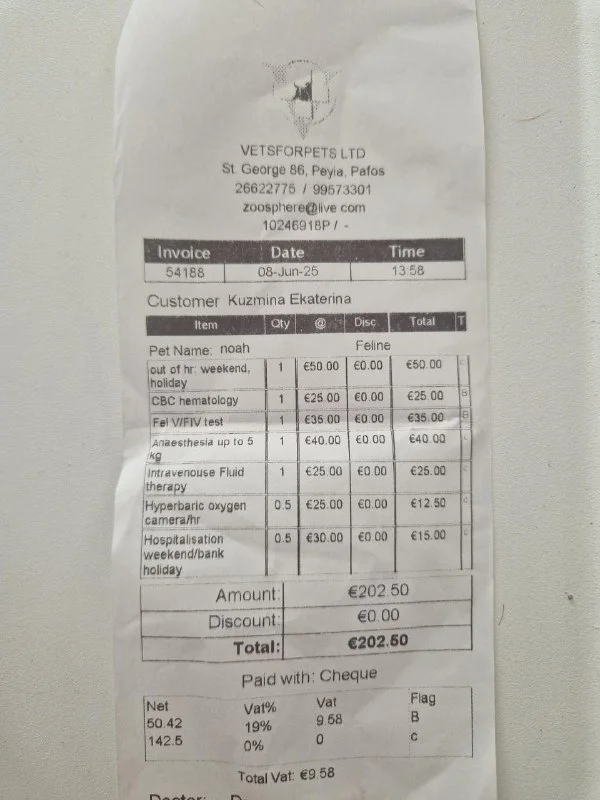 VETSFORPETS LTD
St. George 86, Peyia, Pafos
26622775 / 99573301
zoosphere@live.com
10246918P / -
Invoice Date Time
54188 08-Jun-25 13:58
Customer Kuzmina Ekaterina
Item Qty @ Disc. Total T
Pet Name: noah Feline
out of hr: weekend, holiday 1 €50.00 €0.00 €50.00 c
CBC hematology 1 €25.00 €0.00 €25.00 B
Fel V/FIV test 1 €35.00 €0.00 €35.00 B
Anaesthesia up to 5 kg 1 €40.00 €0.00 €40.00 c
Intravenouse Fluid therapy 1 €25.00 €0.00 €25.00 c
Hyperbaric oxygen camera/hr 0.5 €25.00 €0.00 €12.50 c
Hospitalisation weekend/bank holiday 0.5 €30.00 €0.00 €15.00 c
Amount: €202.50
Discount: €0.00
Total: €202.50
Paid with: Cheque
Net Vat% Vat Flag
50.42 19% 9.58 B
142.5 0% 0 c
Total Vat: €9.58